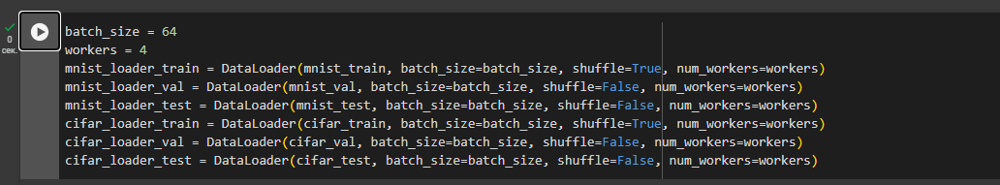 0
сек.
batch_size = 64
workers = 4
mnist_loader_train = DataLoader(mnist_train, batch_size=batch_size, shuffle=True, num_workers=workers)
mnist_loader_val = DataLoader(mnist_val, batch_size=batch_size, shuffle=False, num_workers=workers)
mnist_loader_test = DataLoader(mnist_test, batch_size=batch_size, shuffle=False, num_workers=workers)
cifar_loader_train = DataLoader(cifar_train, batch_size=batch_size, shuffle=True, num_workers=workers)
cifar_loader_val = DataLoader(cifar_val, batch_size=batch_size, shuffle=False, num_workers=workers)
cifar_loader_test = DataLoader(cifar_test, batch_size=batch_size, shuffle=False, num_workers=workers)